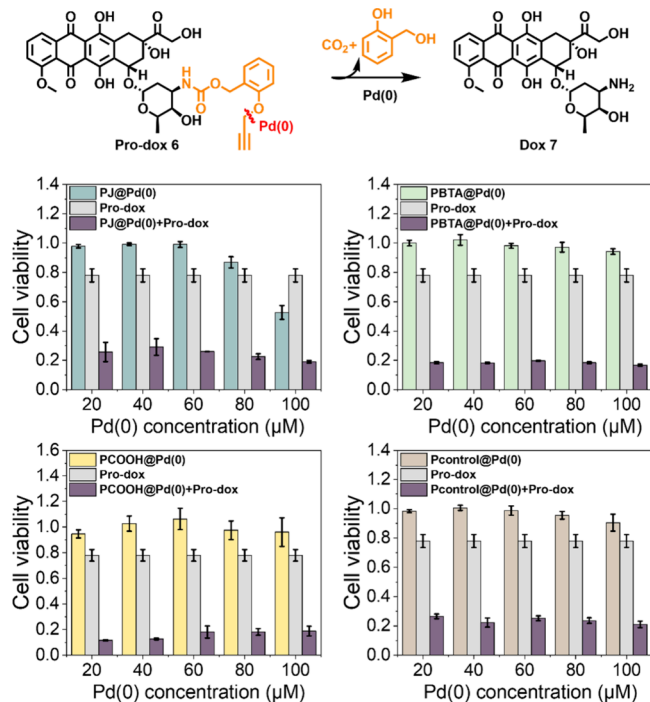 OH
OH
CO₂+
O OH O
OH
OH
O O OH
O
O
H
N
O
O
O
O
OH
Pd(0)
Pro-dox 6
Pd(0)
O OH O
OH
OH
O O OH
O
NH₂
O
OH
Dox 7
PJ@Pd(0)
Pro-dox
PJ@Pd(0)+Pro-dox
Cell viability
1.4
1.2
1.0
0.8
0.6
0.4
0.2
0.0
20 40 60 80 100
Pd(0) concentration (μM)
PBTA@Pd(0)
Pro-dox
PBTA@Pd(0)+Pro-dox
Cell viability
1.4
1.2
1.0
0.8
0.6
0.4
0.2
0.0
20 40 60 80 100
Pd(0) concentration (μM)
PCOOH@Pd(0)
Pro-dox
PCOOH@Pd(0)+Pro-dox
Cell viability
1.6
1.4
1.2
1.0
0.8
0.6
0.4
0.2
0.0
20 40 60 80 100
Pd(0) concentration (μM)
Pcontrol@Pd(0)
Pro-dox
Pcontrol@Pd(0)+Pro-dox
Cell viability
1.4
1.2
1.0
0.8
0.6
0.4
0.2
0.0
20 40 60 80 100
Pd(0) concentration (μM)